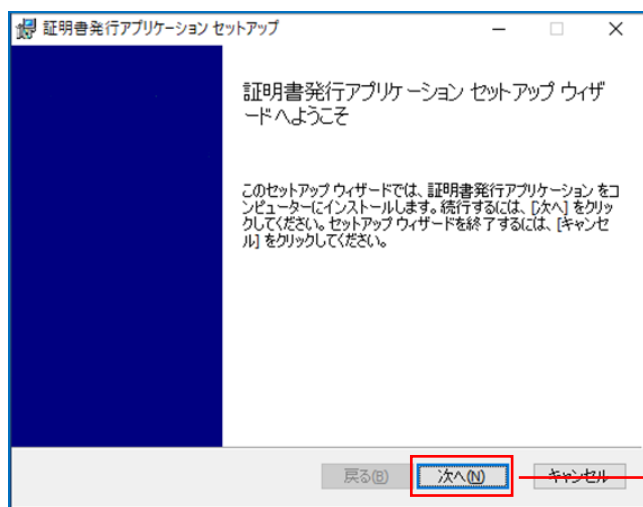 証明書発行アプリケーション セットアップ
証明書発行アプリケーション セットアップ ウィザ
ードへようこそ
このセットアップ ウィザードでは、証明書発行アプリケーション をコ
ンピューターにインストールします。続行するには、[次へ] をクリッ
クしてください。セットアップ ウィザードを終了するには、[キャンセ
ル] をクリックしてください。
戻る(B) 次へ(N) キャンセル